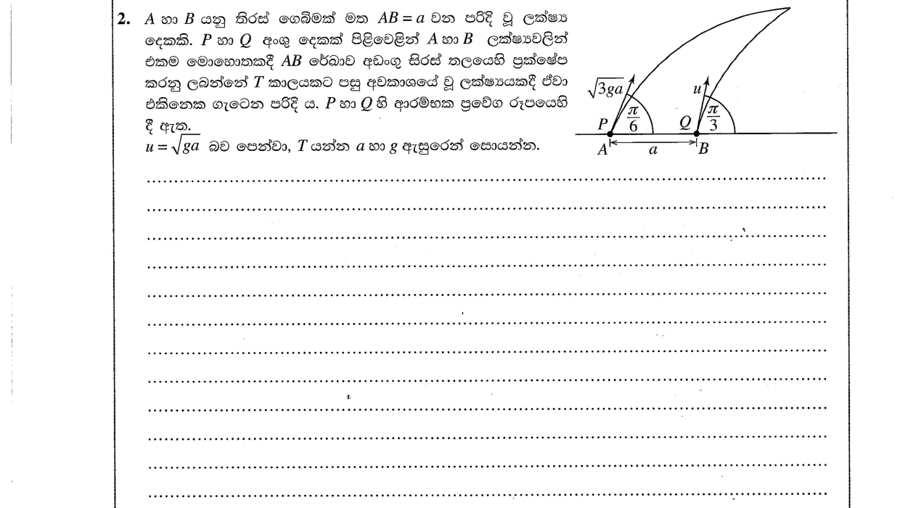 2. A හා B යනු තිරස් ගෙබිමක් මත AB = a වන පරිදි වූ ලක්ෂ්‍ය
දෙකකි. P හා Q අංශු දෙකක් පිළිවෙළින් A හා B ලක්ෂ්‍යවලින්
එකම මොහොතකදී AB රේඛාව අඩංගු සිරස් තලයෙහි ප්‍රක්ෂේප
කරනු ලබන්නේ T කාලයකට පසු අවකාශයේ වූ ලක්ෂ්‍යයකදී ඒවා
එකිනෙක ගැටෙන පරිදි ය. P හා Q හි ආරම්භක ප්‍රවේග රූපයෙහි
දී ඇත.
u = √ga බව පෙන්වා, T යන්න a හා g ඇසුරෙන් සොයන්න.
√3ga u
P π/6 Q π/3
A a B